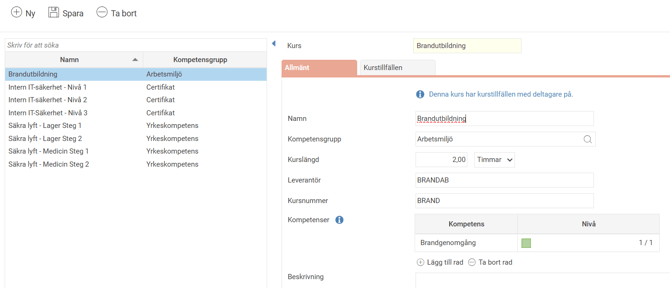 Ny Spara Ta bort
Skriv för att söka
Namn Kompetensgrupp
Brandutbildning Arbetsmiljö
Intern IT-säkerhet - Nivå 1 Certifikat
Intern IT-säkerhet - Nivå 2 Certifikat
Intern IT-Säkerhet - Nivå 3 Certifikat
Säkra lyft - Lager Steg 1 Yrkeskompetens
Säkra lyft - Lager Steg 2 Yrkeskompetens
Säkra lyft - Medicin Steg 1 Yrkeskompetens
Säkra lyft - Medicin Steg 2 Yrkeskompetens
Kurs Brandutbildning
Allmänt Kurstillfällen
Denna kurs har kurstillfällen med deltagare på.
Namn Brandutbildning
Kompetensgrupp Arbetsmiljö
Kurslängd 2,00 Timmar
Leverantör BRANDAB
Kursnummer BRAND
Kompetenser
Kompetens Nivå
Brandgenomgång 1 / 1
Lägg till rad Ta bort rad
Beskrivning